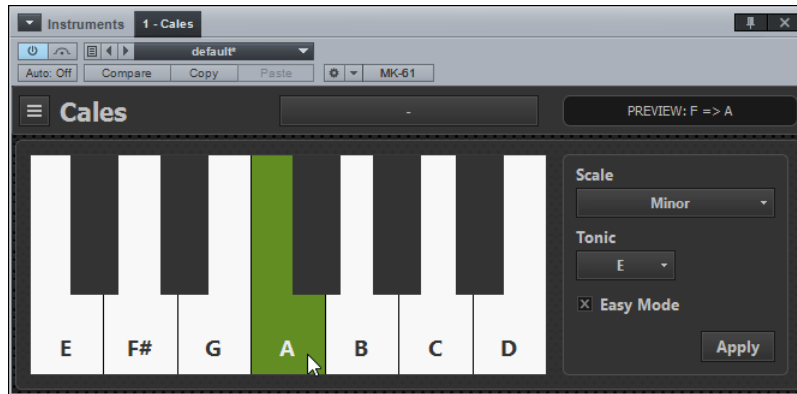 Instruments 1 - Cales
default*
Auto: Off Compare Copy Paste MK-61
Cales - PREVIEW: F => A
Scale
Minor
Tonic
E
x Easy Mode
Apply
E F# G A B C D